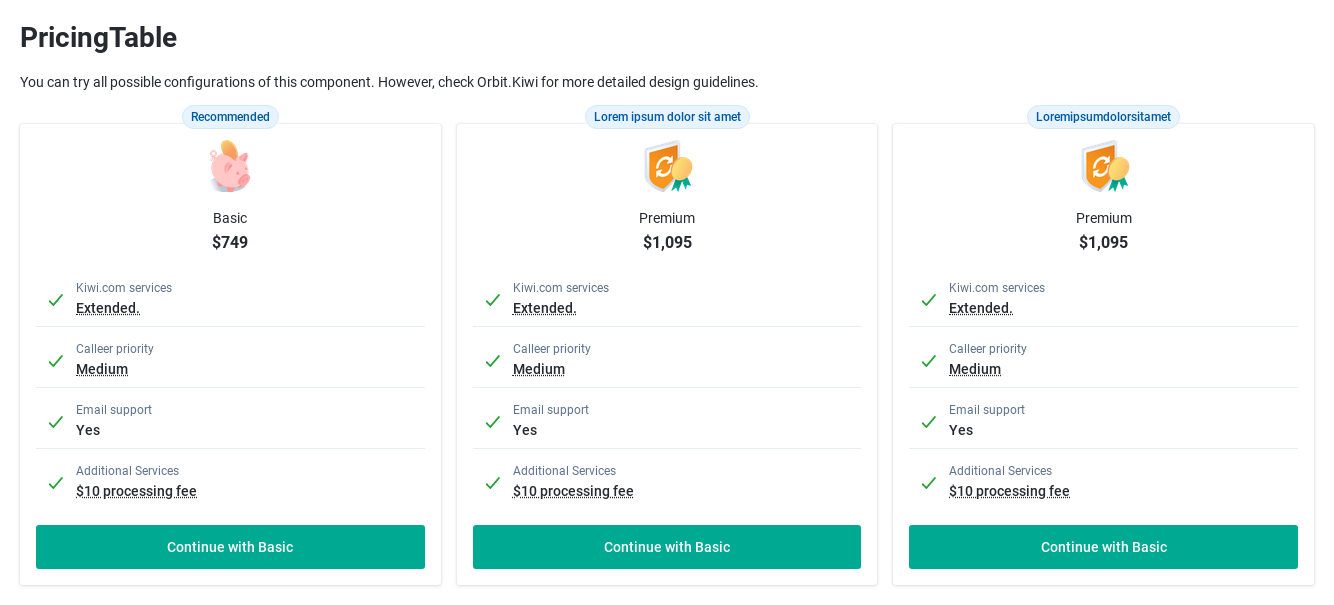 PricingTable
You can try all possible configurations of this component. However, check Orbit.Kiwi for more detailed design guidelines.
Recommended
Basic
$749
Kiwi.com services
Extended.
Calleer priority
Medium
Email support
Yes
Additional Services
$10 processing fee
Continue with Basic
Lorem ipsum dolor sit amet
Premium
$1,095
Kiwi.com services
Extended.
Calleer priority
Medium
Email support
Yes
Additional Services
$10 processing fee
Continue with Basic
Loremipsumdolorsitamet
Premium
$1,095
Kiwi.com services
Extended.
Calleer priority
Medium
Email support
Yes
Additional Services
$10 processing fee
Continue with Basic